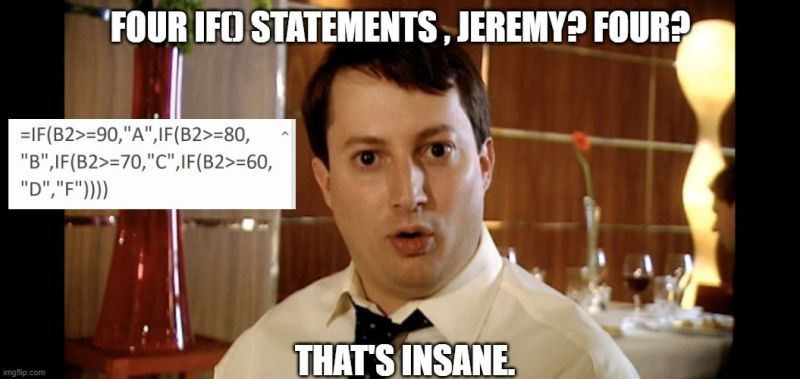 FOUR IF() STATEMENTS , JEREMY? FOUR?
=IF(B2>=90,"A",IF(B2>=80,
"B",IF(B2>=70,"C",IF(B2>=60,
"D","F"))))
THAT'S INSANE.
imgflip.com